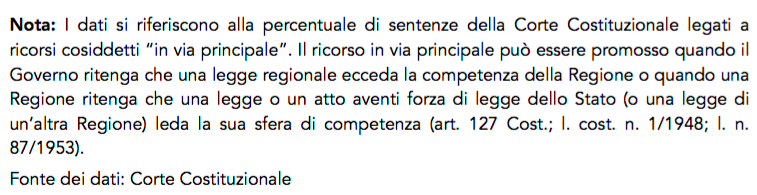 Nota: I dati si riferiscono alla percentuale di sentenze della Corte Costituzionale legati a
ricorsi cosiddetti “in via principale”. Il ricorso in via principale può essere promosso quando il
Governo ritenga che una legge regionale ecceda la competenza della Regione o quando una
Regione ritenga che una legge o un atto aventi forza di legge dello Stato (o una legge di
un’altra Regione) leda la sua sfera di competenza (art. 127 Cost.; l. cost. n. 1/1948; l. n.
87/1953).
Fonte dei dati: Corte Costituzionale